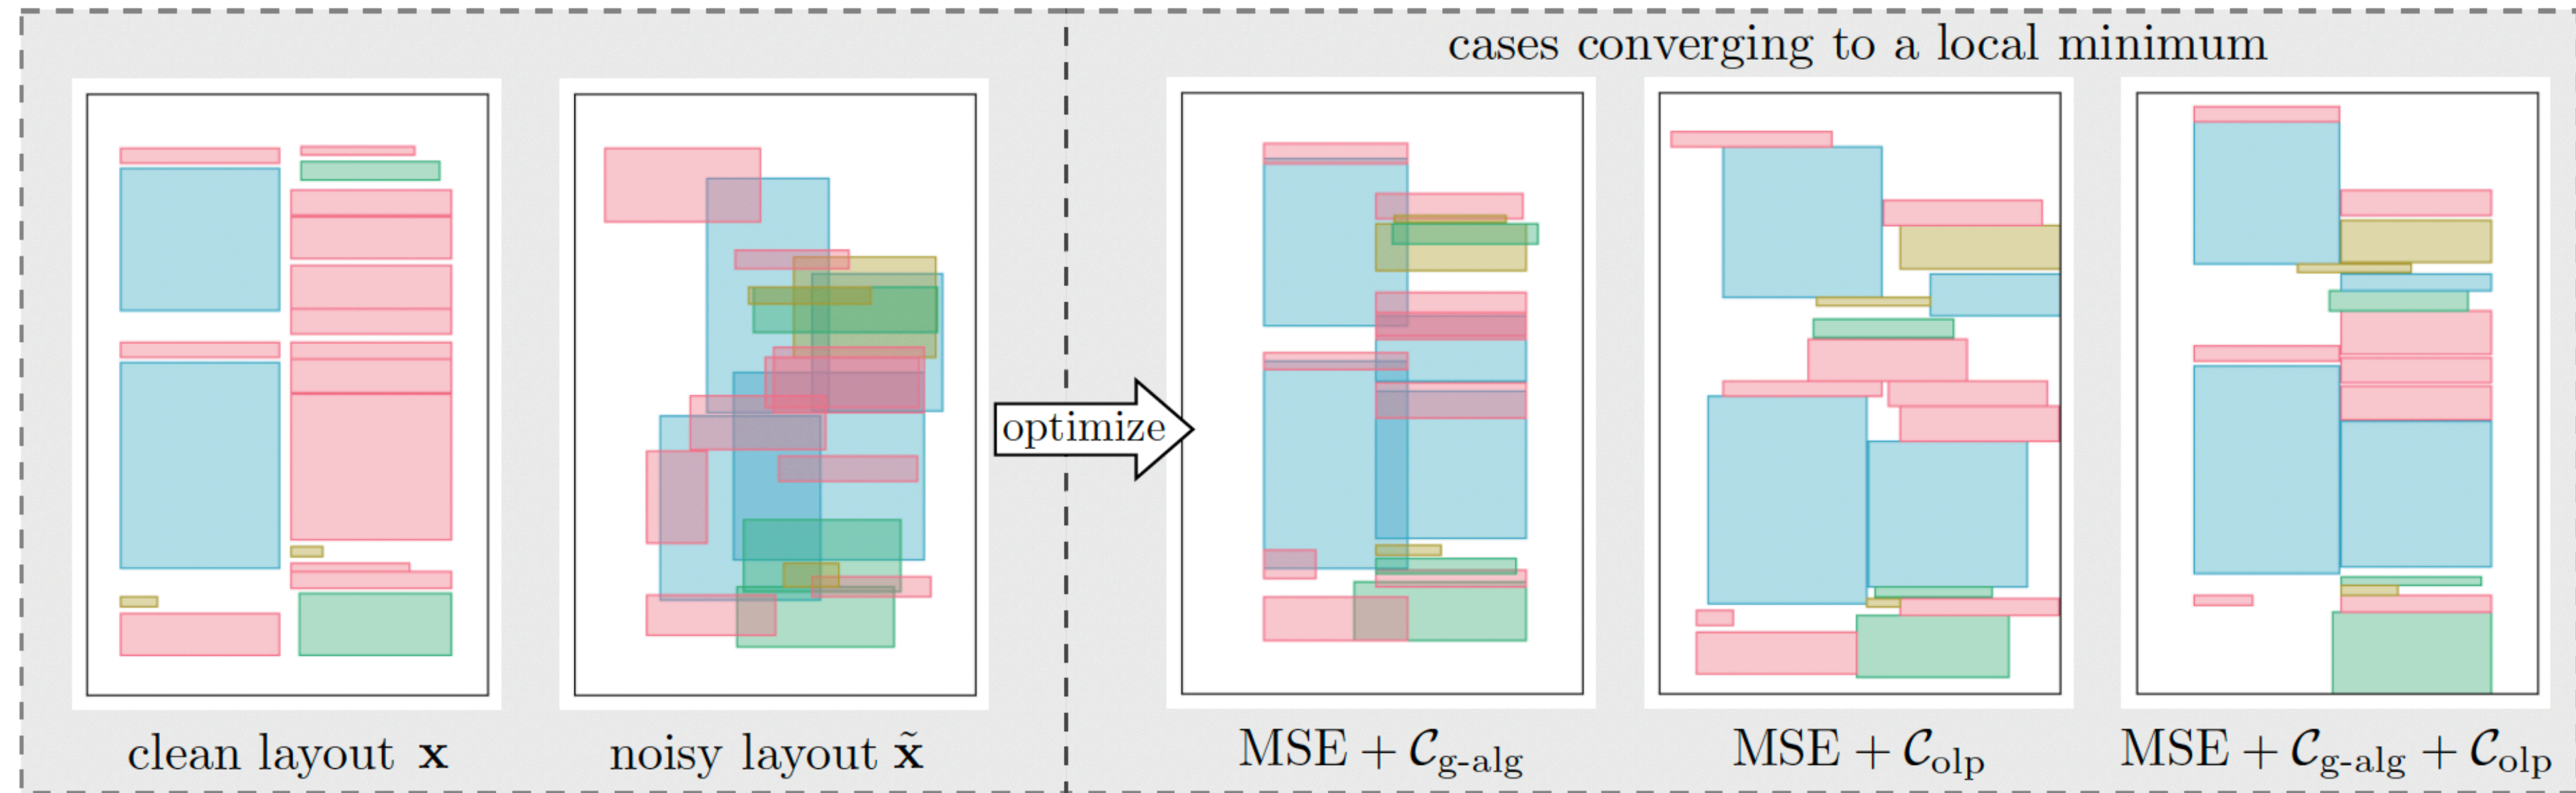 cases converging to a local minimum
optimize
clean layout x
noisy layout x̃
MSE + 𝒞g-alg
MSE + 𝒞olp
MSE + 𝒞g-alg + 𝒞olp